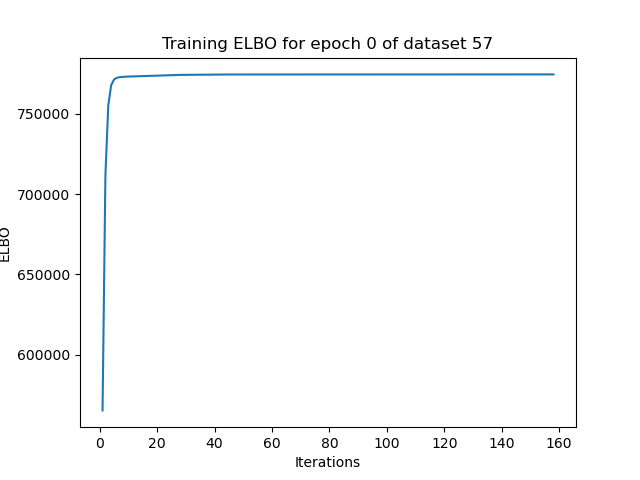 Training ELBO for epoch 0 of dataset 57
ELBO
750000
700000
650000
600000
0 20 40 60 80 100 120 140 160
Iterations